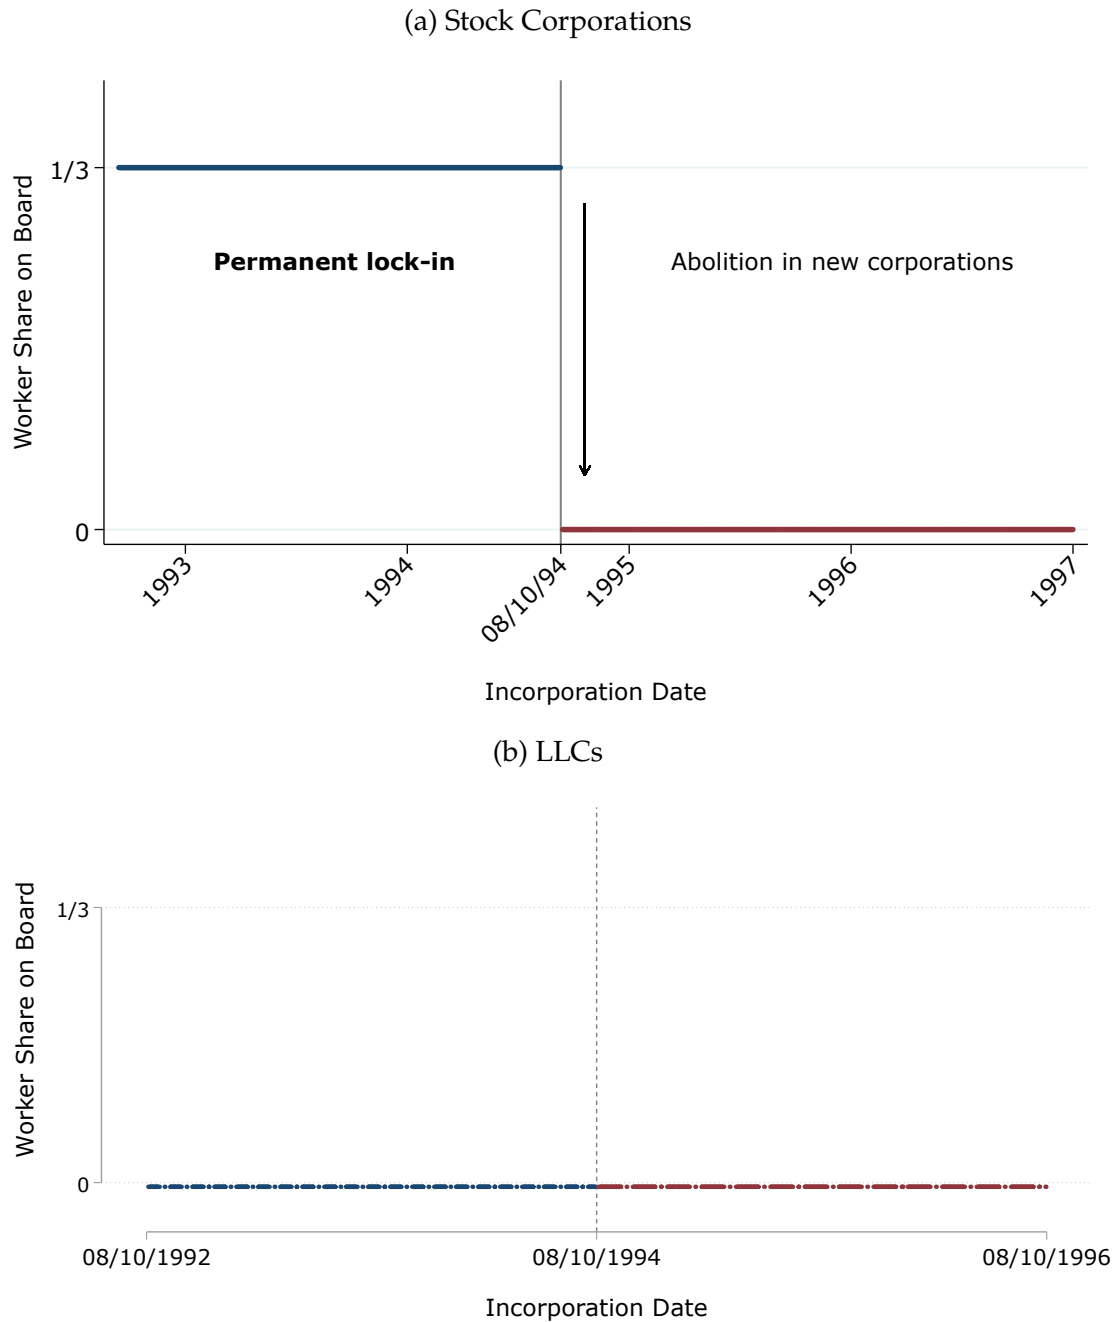 (a) Stock Corporations
Worker Share on Board
1/3
Permanent lock-in
Abolition in new corporations
0
1993
1994
08/10/94
1995
1996
1997
Incorporation Date
(b) LLCs
Worker Share on Board
1/3
0
08/10/1992
08/10/1994
08/10/1996
Incorporation Date